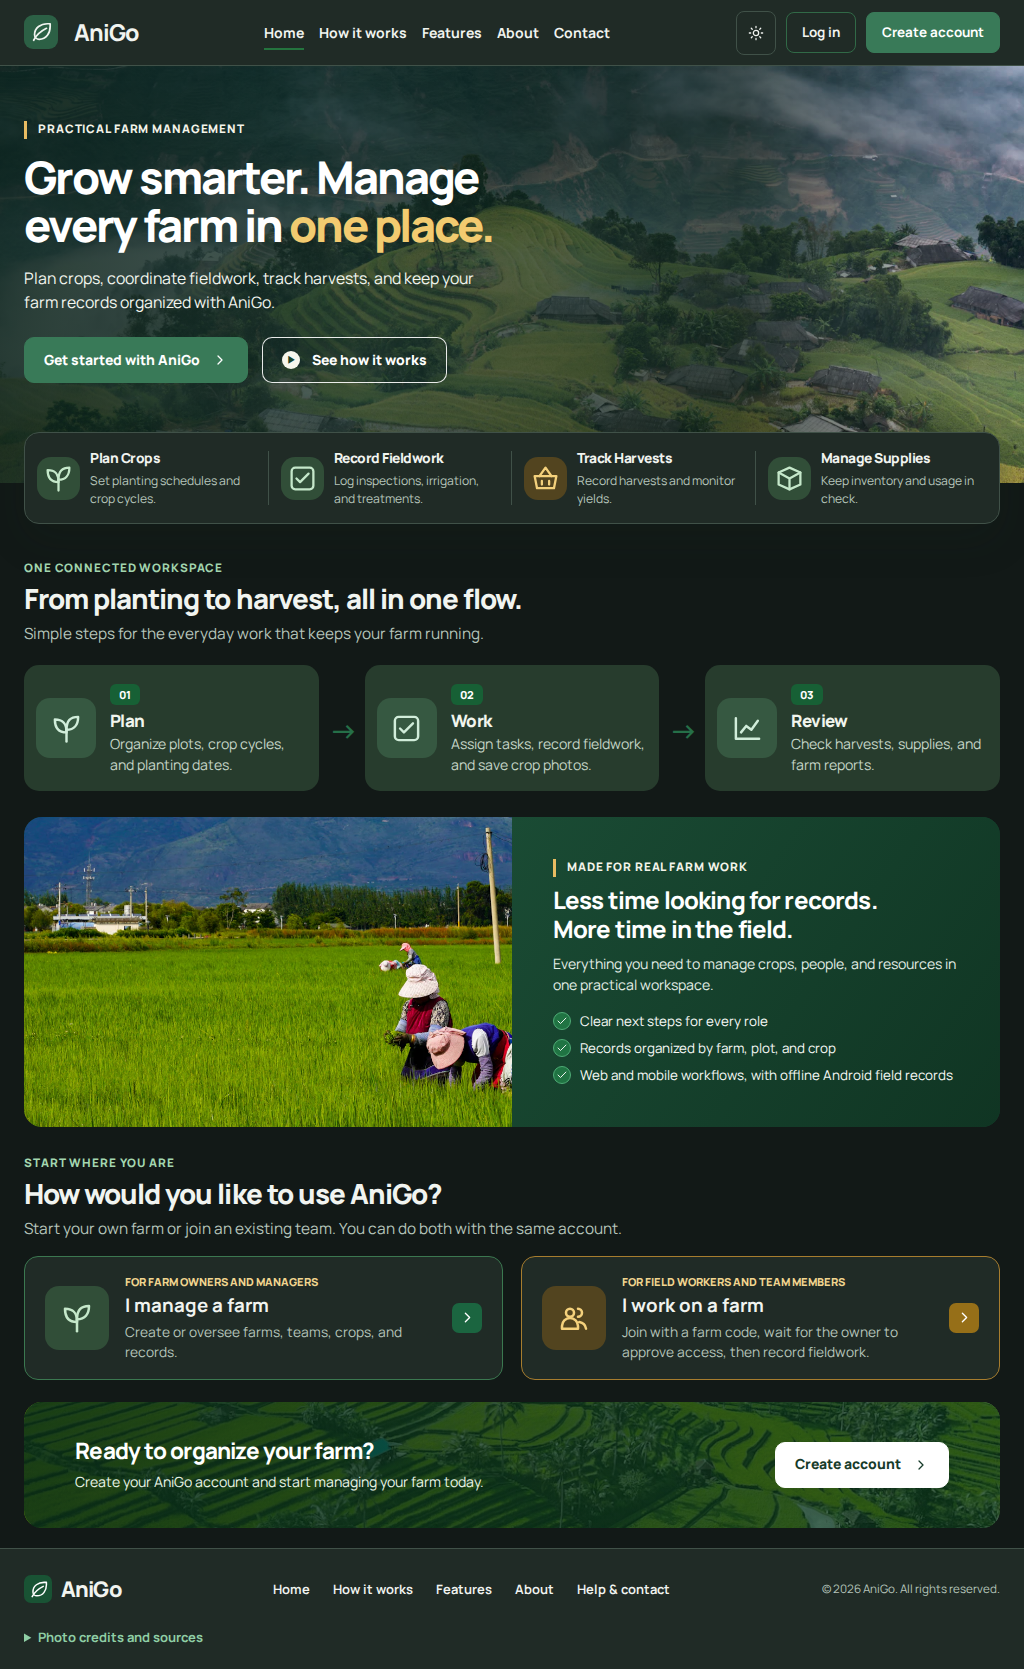 AniGo
Home How it works Features About Contact
Log in
Create account
PRACTICAL FARM MANAGEMENT
Grow smarter. Manage
every farm in one place.
Plan crops, coordinate fieldwork, track harvests, and keep your
farm records organized with AniGo.
Get started with AniGo
See how it works
Plan Crops
Set planting schedules and
crop cycles.
Record Fieldwork
Log inspections, irrigation,
and treatments.
Track Harvests
Record harvests and monitor
yields.
Manage Supplies
Keep inventory and usage in
check.
ONE CONNECTED WORKSPACE
From planting to harvest, all in one flow.
Simple steps for the everyday work that keeps your farm running.
01
Plan
Organize plots, crop cycles,
and planting dates.
02
Work
Assign tasks, record fieldwork,
and save crop photos.
03
Review
Check harvests, supplies, and
farm reports.
MADE FOR REAL FARM WORK
Less time looking for records.
More time in the field.
Everything you need to manage crops, people, and resources in
one practical workspace.
Clear next steps for every role
Records organized by farm, plot, and crop
Web and mobile workflows, with offline Android field records
START WHERE YOU ARE
How would you like to use AniGo?
Start your own farm or join an existing team. You can do both with the same account.
FOR FARM OWNERS AND MANAGERS
I manage a farm
Create or oversee farms, teams, crops, and
records.
FOR FIELD WORKERS AND TEAM MEMBERS
I work on a farm
Join with a farm code, wait for the owner to
approve access, then record fieldwork.
Ready to organize your farm?
Create your AniGo account and start managing your farm today.
Create account
AniGo
Home How it works Features About Help & contact
© 2026 AniGo. All rights reserved.
Photo credits and sources